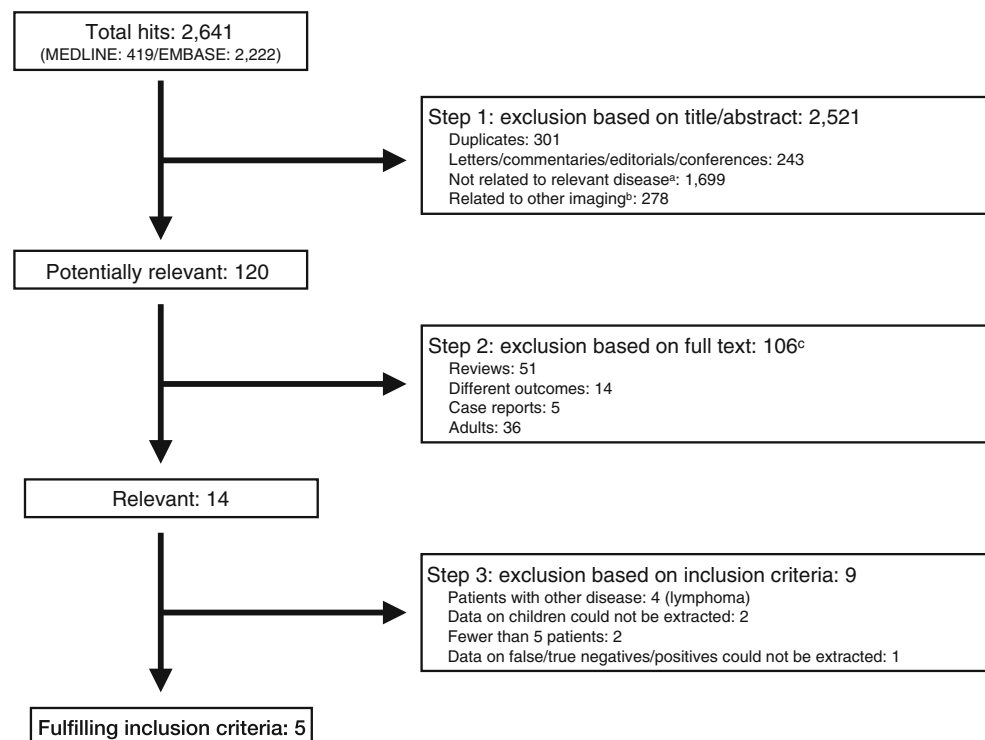 Total hits: 2,641
(MEDLINE: 419/EMBASE: 2,222)
Step 1: exclusion based on title/abstract: 2,521
Duplicates: 301
Letters/commentaries/editorials/conferences: 243
Not related to relevant diseaseᵃ: 1,699
Related to other imagingᵇ: 278
Potentially relevant: 120
Step 2: exclusion based on full text: 106ᶜ
Reviews: 51
Different outcomes: 14
Case reports: 5
Adults: 36
Relevant: 14
Step 3: exclusion based on inclusion criteria: 9
Patients with other disease: 4 (lymphoma)
Data on children could not be extracted: 2
Fewer than 5 patients: 2
Data on false/true negatives/positives could not be extracted: 1
Fulfilling inclusion criteria: 5